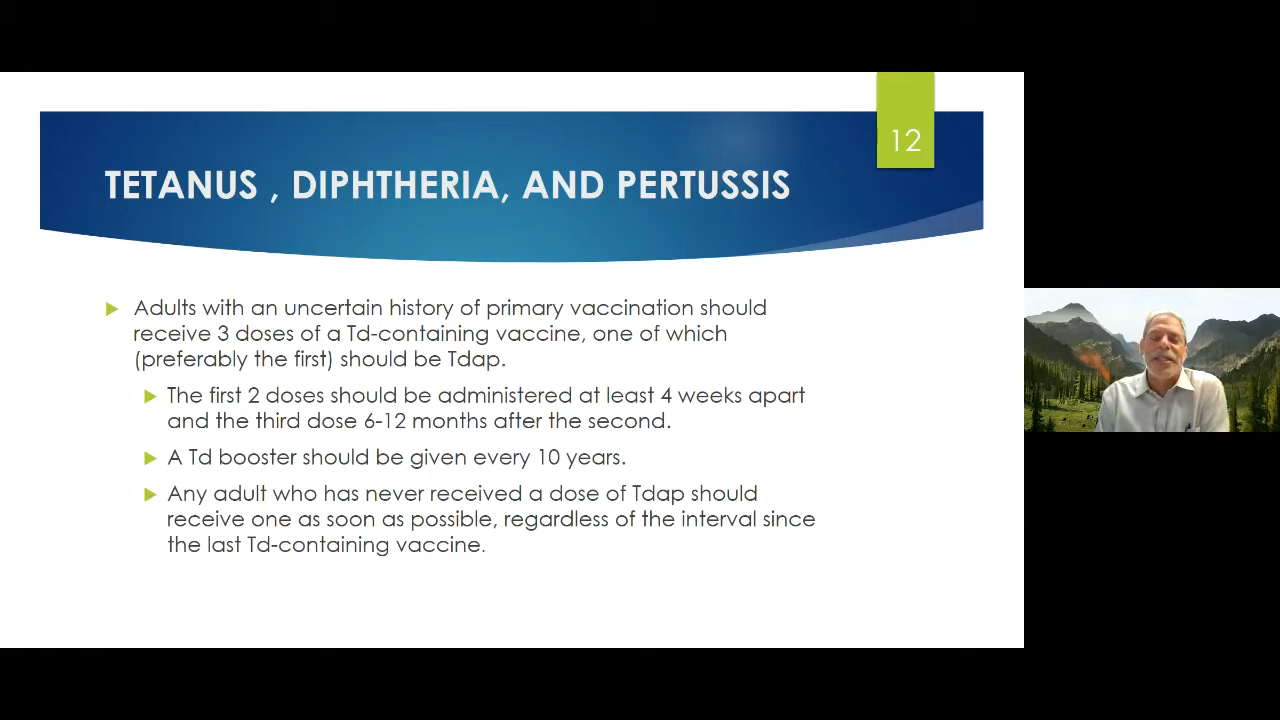 12
TETANUS , DIPHTHERIA, AND PERTUSSIS
Adults with an uncertain history of primary vaccination should
receive 3 doses of a Td-containing vaccine, one of which
(preferably the first) should be Tdap.
The first 2 doses should be administered at least 4 weeks apart
and the third dose 6-12 months after the second.
A Td booster should be given every 10 years.
Any adult who has never received a dose of Tdap should
receive one as soon as possible, regardless of the interval since
the last Td-containing vaccine.